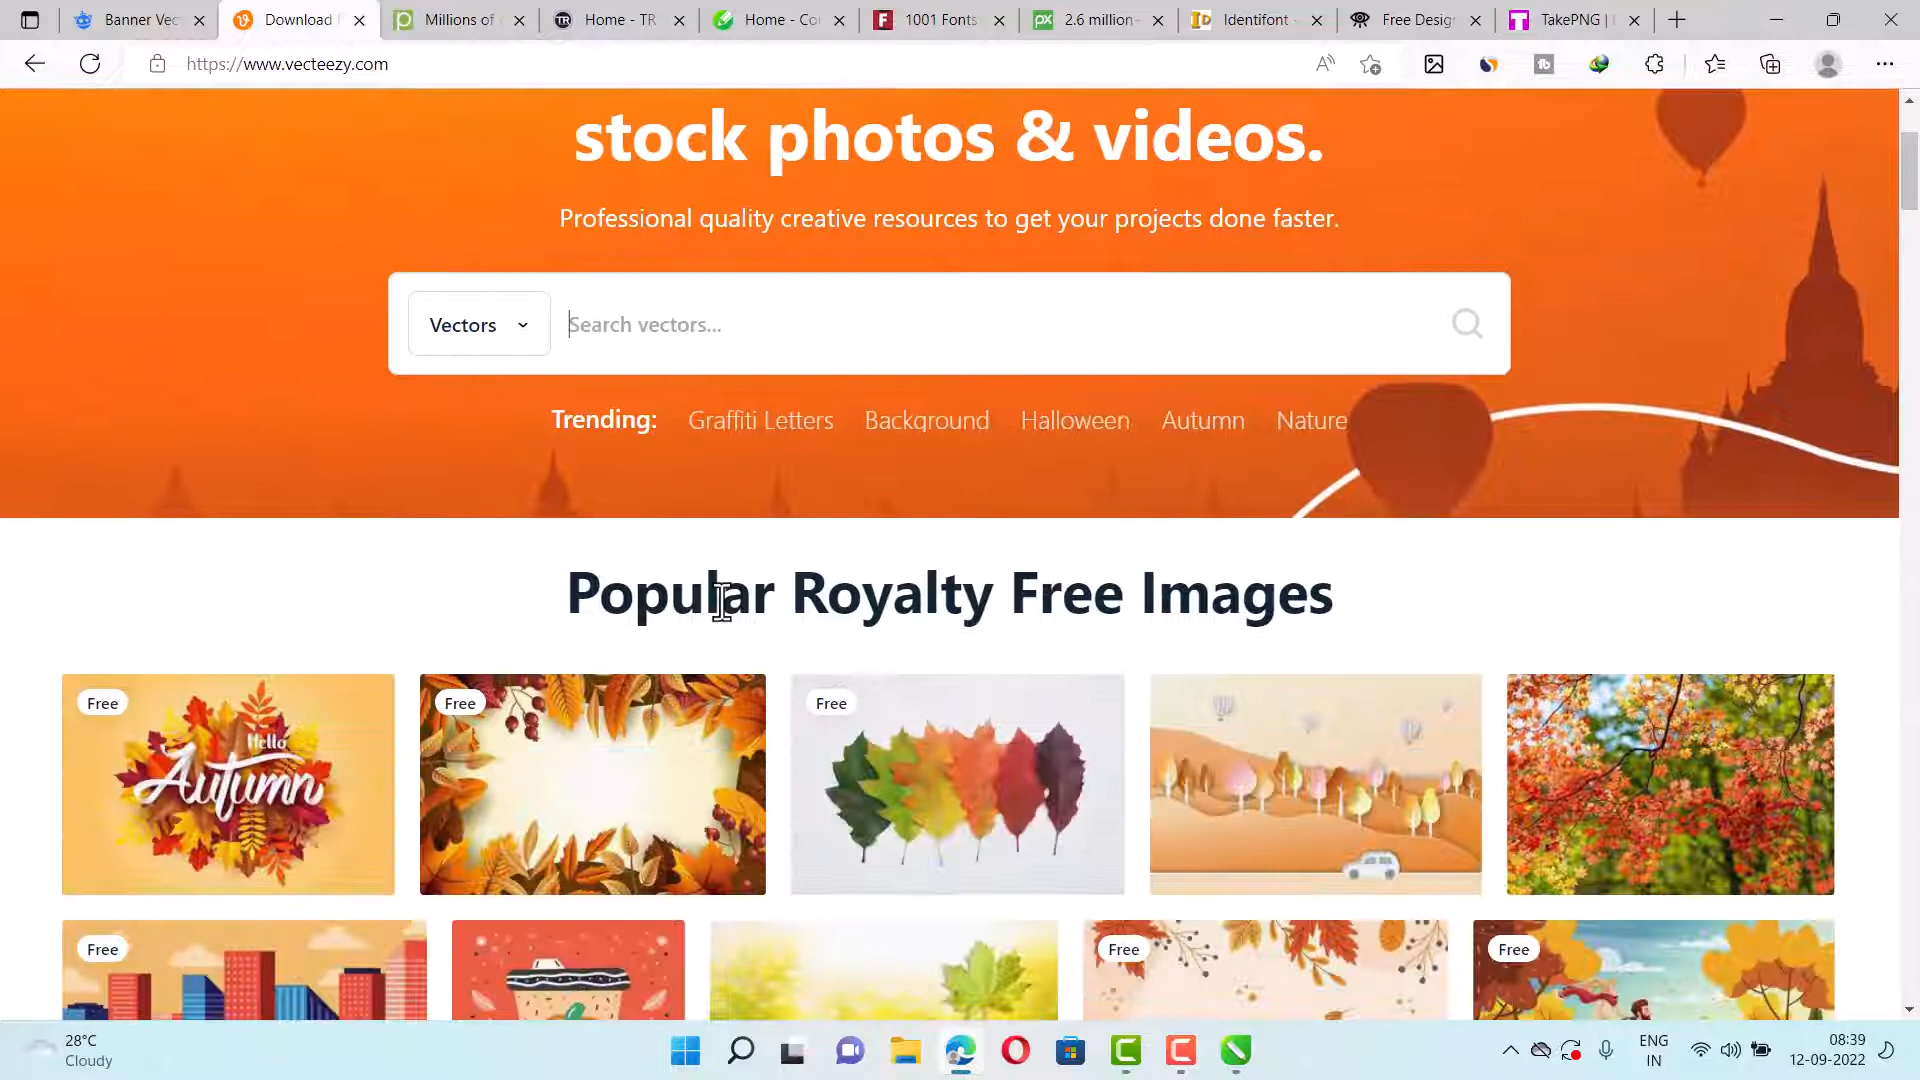 Banner Vec
Download F
Millions of
Home - TR
Home - Co
1001 Fonts
2.6 million+
Identifont -
Free Desig
TakePNG |
https://www.vecteezy.com
stock photos & videos.
Professional quality creative resources to get your projects done faster.
Vectors
Search vectors...
Trending: Graffiti Letters Background Halloween Autumn Nature
Popular Royalty Free Images
Free
Free
Free
Hello
Autumn
Free
Free
Free
28°C
Cloudy
ENG
IN
08:39
12-09-2022